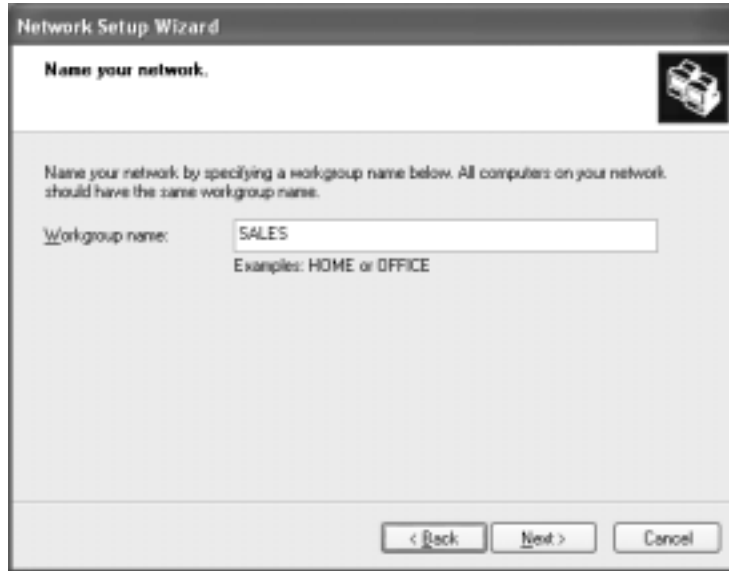 Network Setup Wizard
Name your network.
Name your network by specifying a workgroup name below. All computers on your network
should have the same workgroup name.
Workgroup name:
SALES
Examples: HOME or OFFICE
< Back
Next >
Cancel